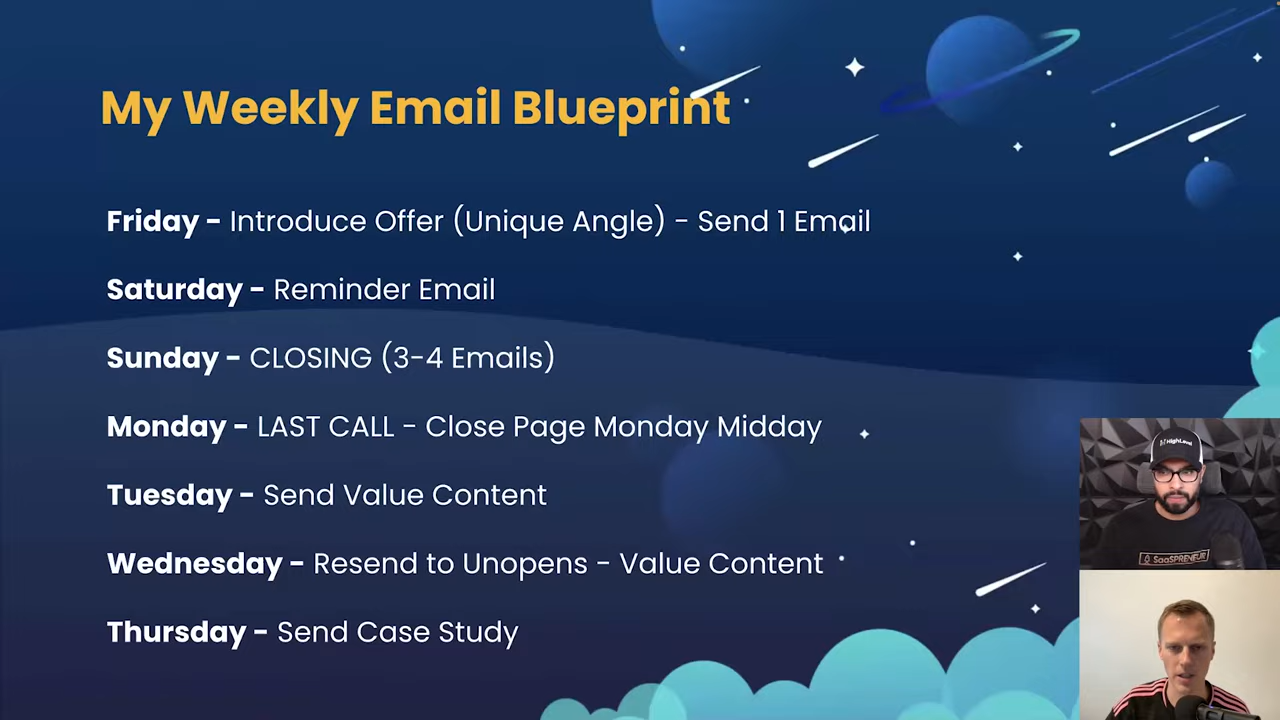 My Weekly Email Blueprint
Friday - Introduce Offer (Unique Angle) - Send 1 Email
Saturday - Reminder Email
Sunday - CLOSING (3-4 Emails)
Monday - LAST CALL - Close Page Monday Midday
Tuesday - Send Value Content
Wednesday - Resend to Unopens - Value Content
Thursday - Send Case Study
HighLevel
SaaSPRENEUR